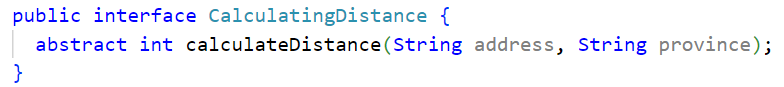 public interface CalculatingDistance {
  abstract int calculateDistance(String address, String province);
}